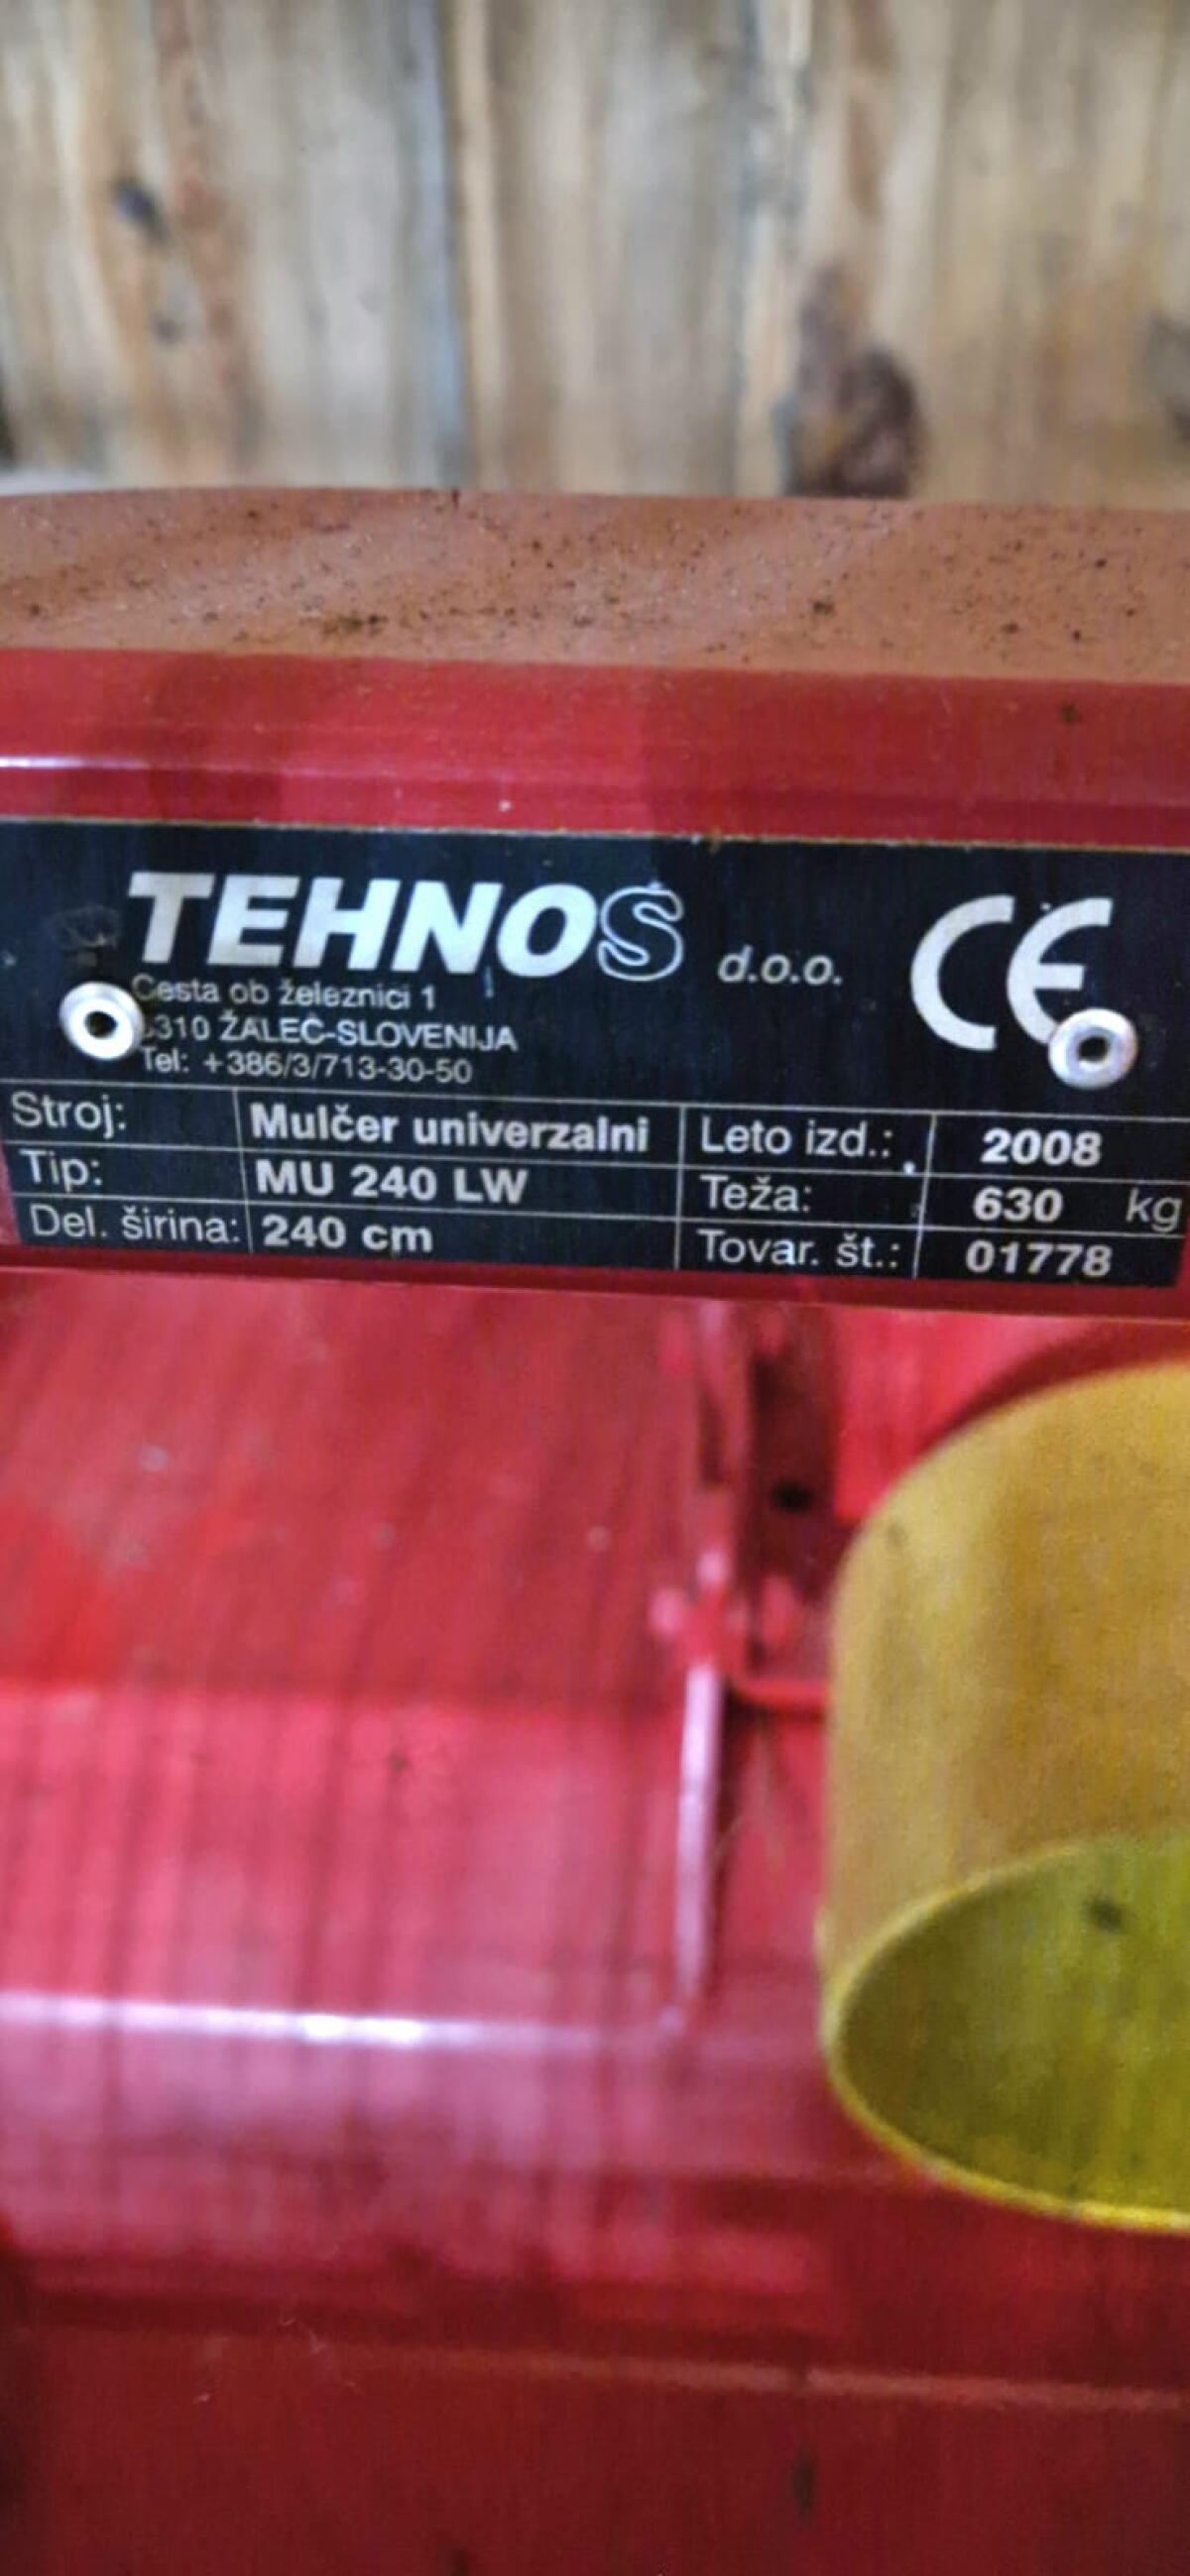 TEHNOS d.o.o. CE
Cesta ob železnici 1
310 ŽALEC-SLOVENIJA
Tel: +386/3/713-30-50
Stroj: Mulčer univerzalni Leto izd.: 2008
Tip: MU 240 LW Teža: 630 kg
Del. širina: 240 cm Tovar. št.: 01778